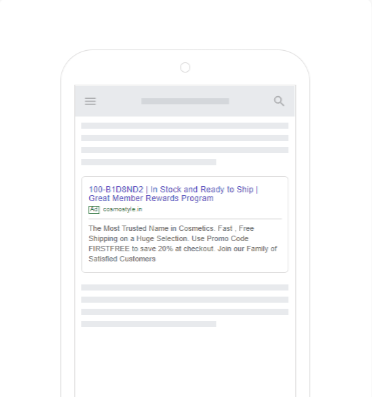 100-B1D8ND2 | In Stock and Ready to Ship |
Great Member Rewards Program
Ad cosmostyle.in
The Most Trusted Name in Cosmetics. Fast , Free
Shipping on a Huge Selection. Use Promo Code
FIRSTFREE to save 20% at checkout. Join our Family of
Satisfied Customers